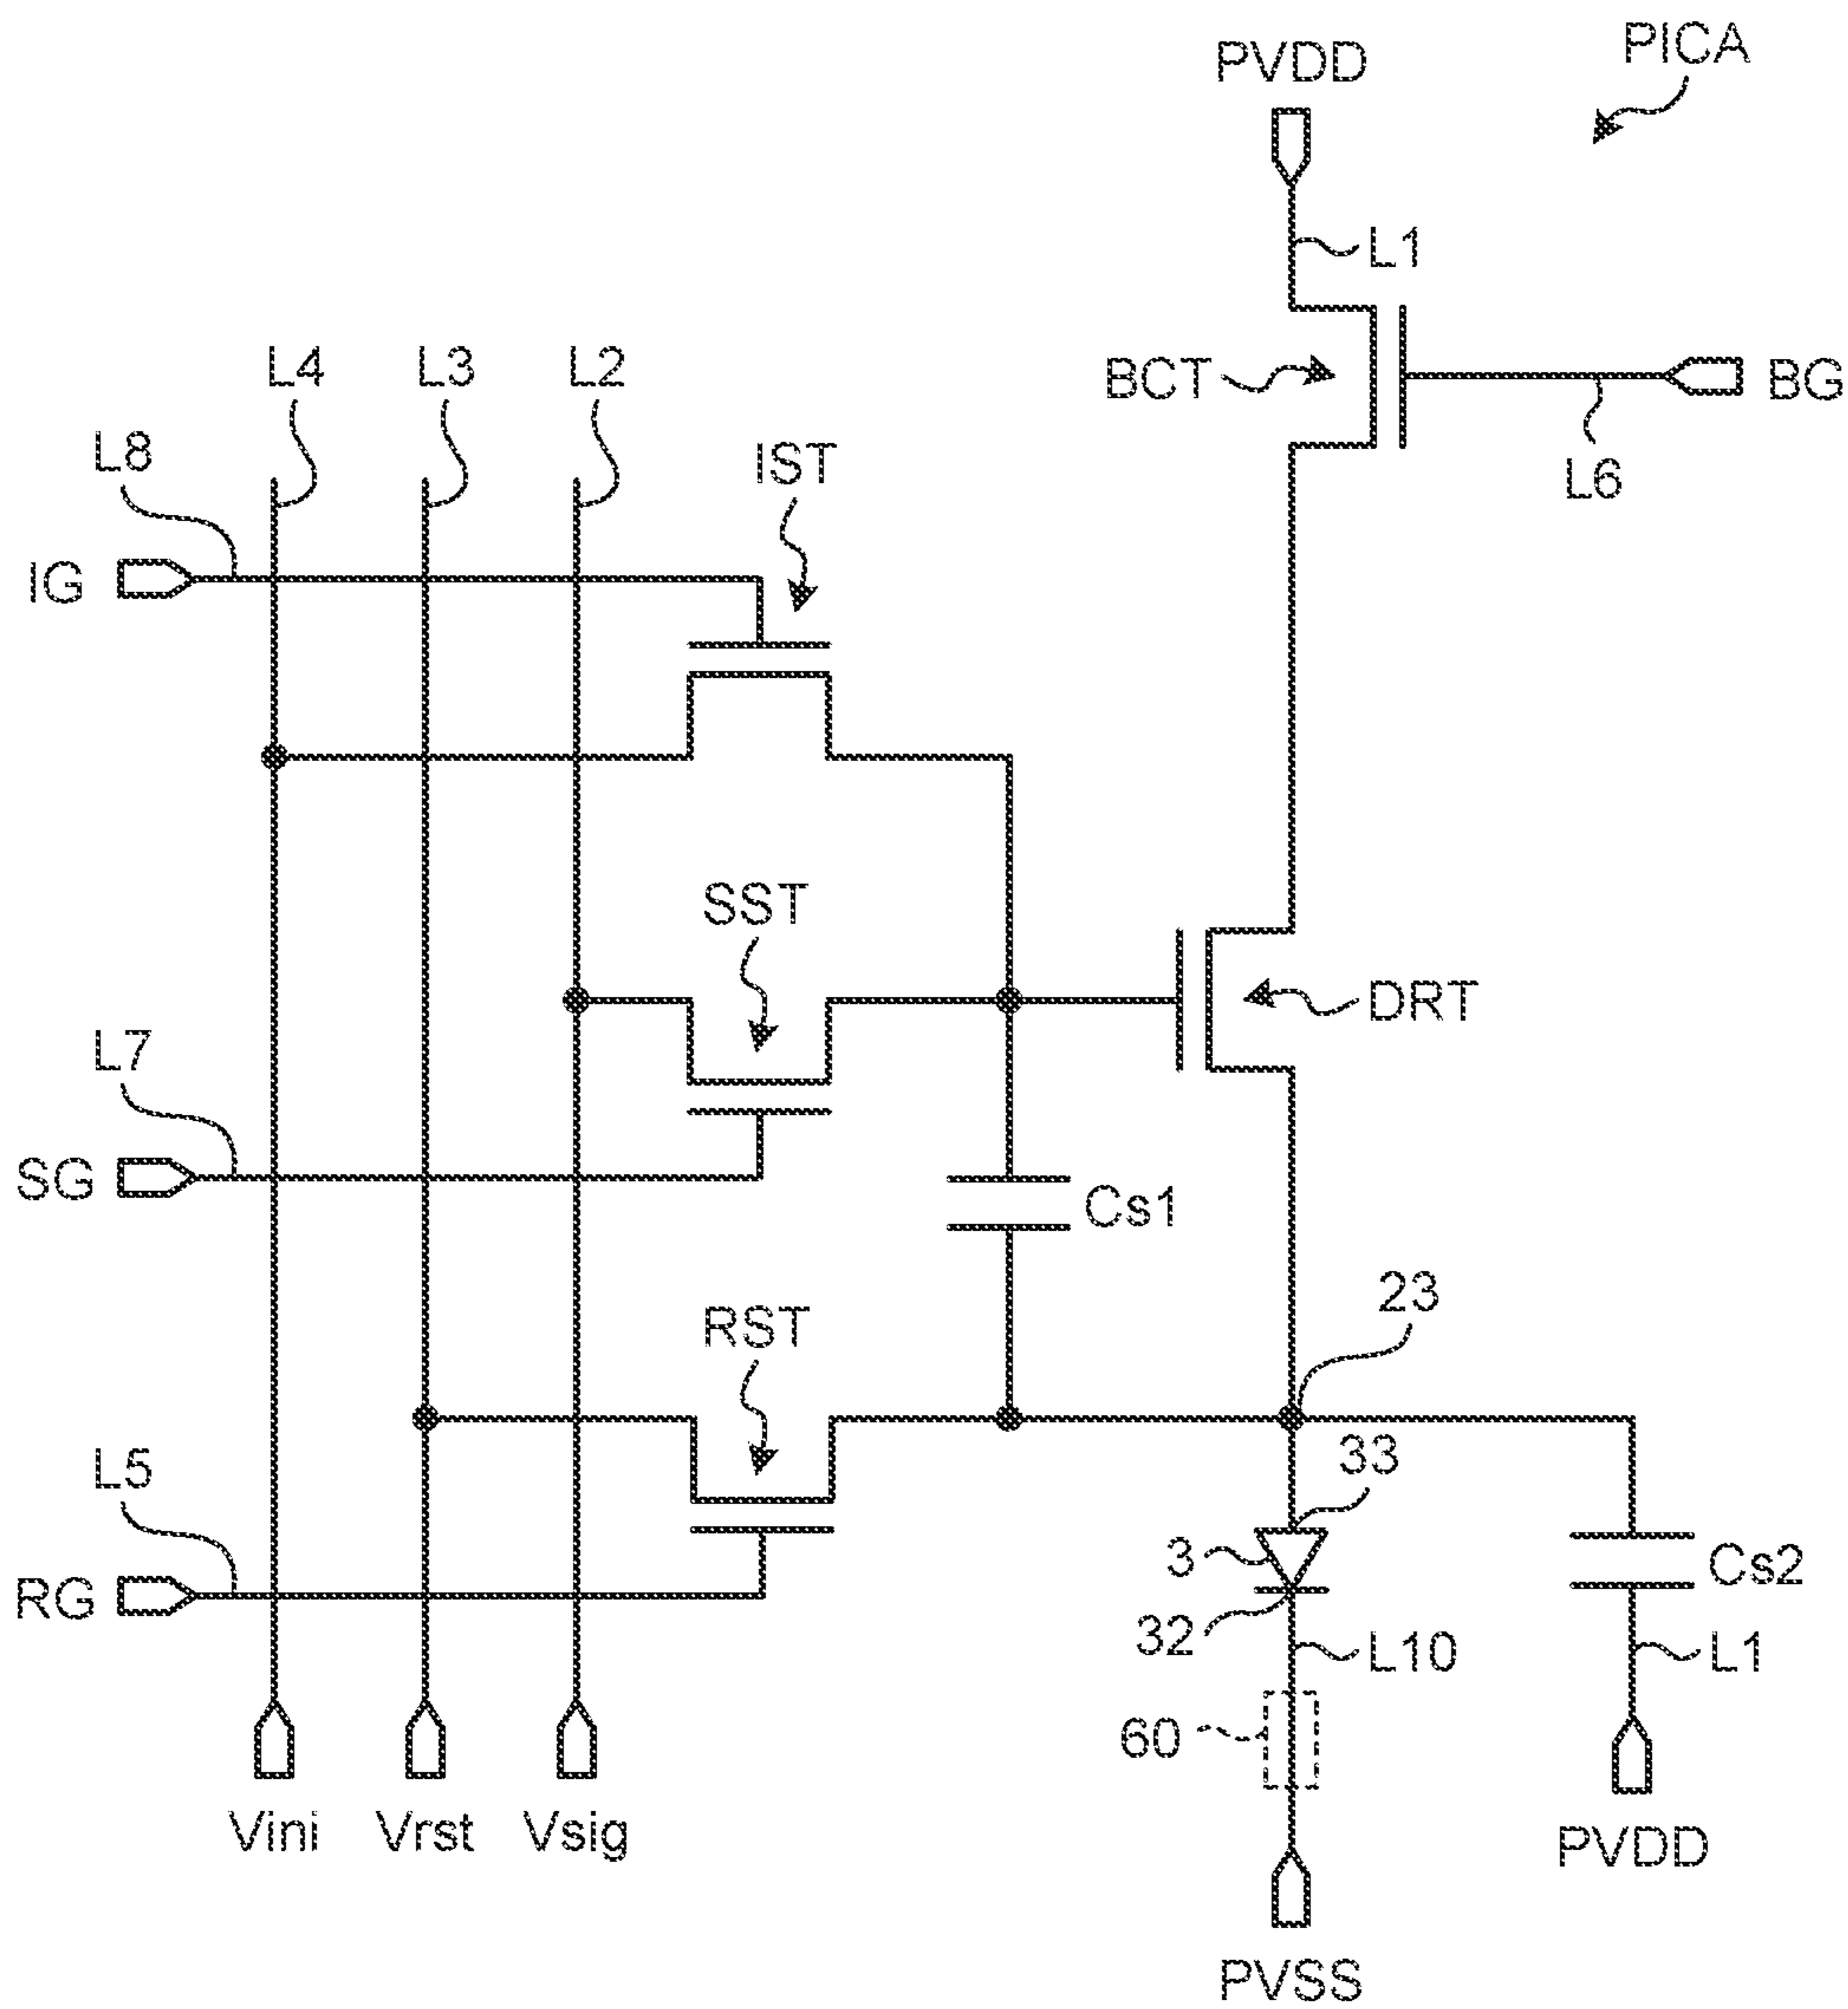 PICA
PVDD
L1
L4
L3
L2
BCT
BG
L8
IST
L6
IG
SST
DRT
L7
SG
Cs1
23
RST
33
L5
3
Cs2
RG
32
L10
L1
60
Vini
Vrst
Vsig
PVDD
PVSS